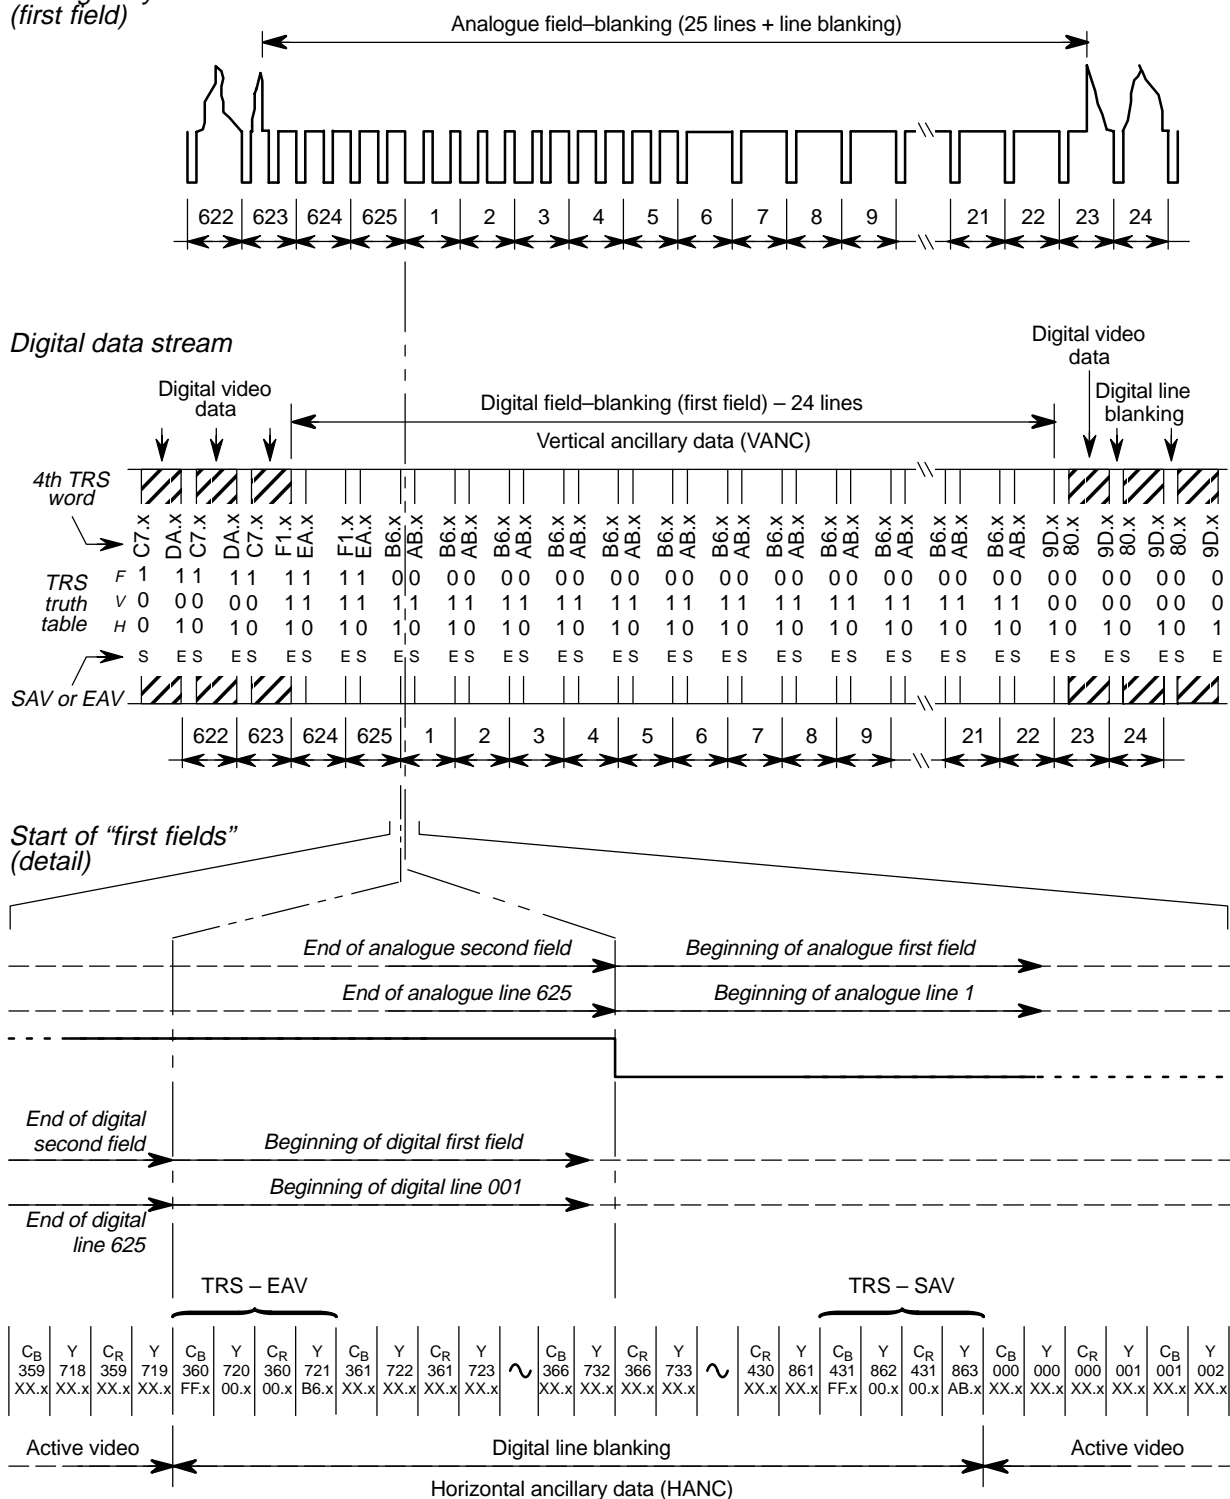 (first field)
Analogue field–blanking (25 lines + line blanking)
622 623 624 625 1 2 3 4 5 6 7 8 9 21 22 23 24
Digital data stream
Digital video
data
Digital field–blanking (first field) – 24 lines
Vertical ancillary data (VANC)
Digital video
data
Digital line
blanking
4th TRS
word
C7.x DA.x C7.x DA.x C7.x F1.x EA.x F1.x EA.x B6.x AB.x B6.x AB.x B6.x AB.x B6.x AB.x B6.x AB.x B6.x AB.x B6.x AB.x B6.x AB.x B6.x AB.x B6.x AB.x B6.x AB.x B6.x AB.x 9D.x 80.x 9D.x 80.x 9D.x 80.x 9D.x
TRS
truth
table
F 1 1 1 1 1 1 1 1 1 0 0 0 0 0 0 0 0 0 0 0 0 0 0 0 0 0 0 0 0 0 0 0 0 0 0 0 0 0 0 0
V 0 0 0 0 0 1 1 1 1 1 1 1 1 1 1 1 1 1 1 1 1 1 1 1 1 1 1 1 1 1 1 1 1 0 0 0 0 0 0 0
H 0 1 0 1 0 1 0 1 0 1 0 1 0 1 0 1 0 1 0 1 0 1 0 1 0 1 0 1 0 1 0 1 0 1 0 1 0 1 0 1
S E S E S E S E S E S E S E S E S E S E S E S E S E S E S E S E S E S E S E S E
SAV or EAV
622 623 624 625 1 2 3 4 5 6 7 8 9 21 22 23 24
Start of “first fields”
(detail)
End of analogue second field Beginning of analogue first field
End of analogue line 625 Beginning of analogue line 1
End of digital
second field
Beginning of digital first field
Beginning of digital line 001
End of digital
line 625
TRS – EAV TRS – SAV
CB Y CR Y CB Y CR Y CB Y CR Y CB Y CR Y CR Y CB Y CR Y CB Y CR Y CB Y
359 718 359 719 360 720 360 721 361 722 361 723 366 732 366 733 430 861 431 862 431 863 000 000 000 001 001 002
XX.x XX.x XX.x XX.x FF.x 00.x 00.x B6.x XX.x XX.x XX.x XX.x XX.x XX.x XX.x XX.x XX.x XX.x FF.x 00.x 00.x AB.x XX.x XX.x XX.x XX.x XX.x XX.x
Active video Digital line blanking Active video
Horizontal ancillary data (HANC)